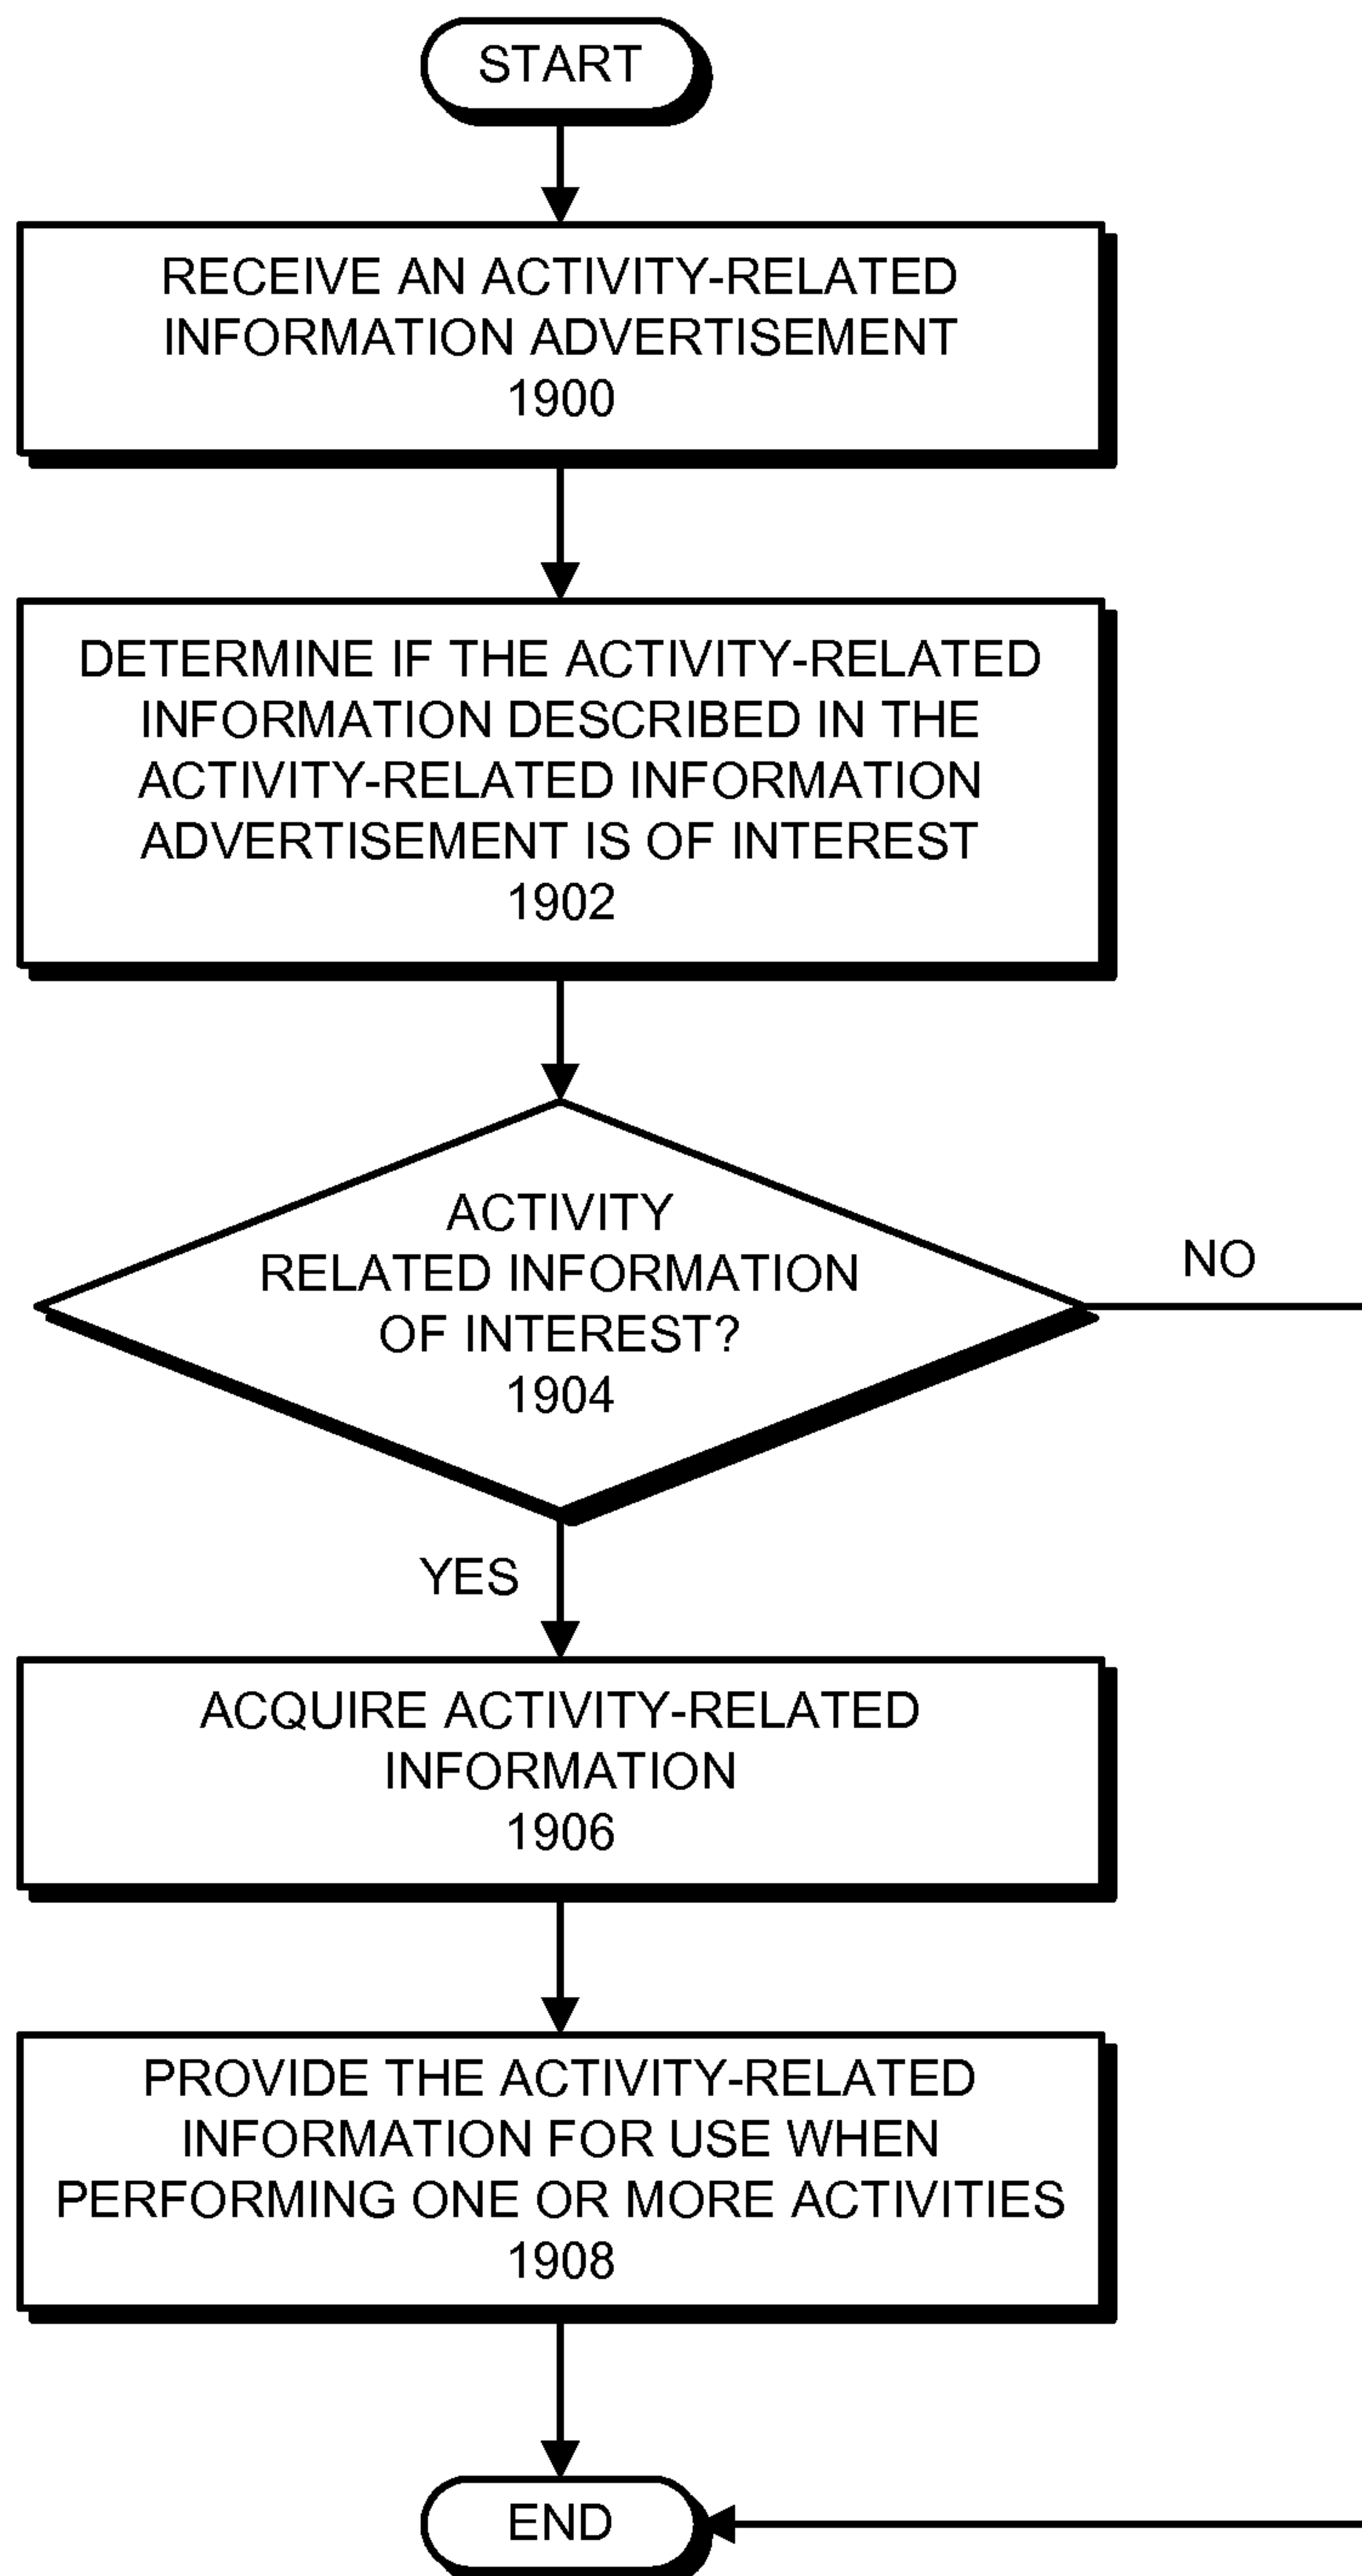 START
RECEIVE AN ACTIVITY-RELATED
INFORMATION ADVERTISEMENT
1900
DETERMINE IF THE ACTIVITY-RELATED
INFORMATION DESCRIBED IN THE
ACTIVITY-RELATED INFORMATION
ADVERTISEMENT IS OF INTEREST
1902
ACTIVITY
RELATED INFORMATION
OF INTEREST?
1904
NO
YES
ACQUIRE ACTIVITY-RELATED
INFORMATION
1906
PROVIDE THE ACTIVITY-RELATED
INFORMATION FOR USE WHEN
PERFORMING ONE OR MORE ACTIVITIES
1908
END